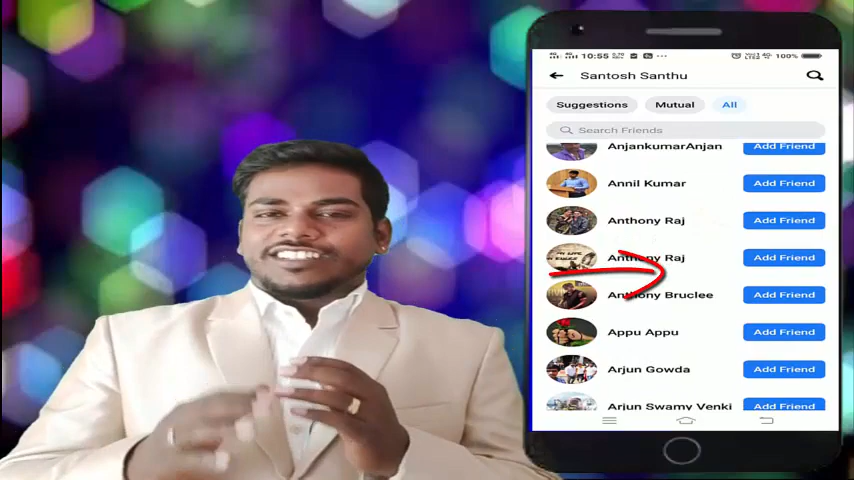 10:55
100%
Santosh Santhu
Suggestions Mutual All
Search Friends
AnjankumarAnjan Add Friend
Annil Kumar Add Friend
Anthony Raj Add Friend
Anthony Raj Add Friend
Anthony Bruclee Add Friend
Appu Appu Add Friend
Arjun Gowda Add Friend
Arjun Swamy Venki Add Friend